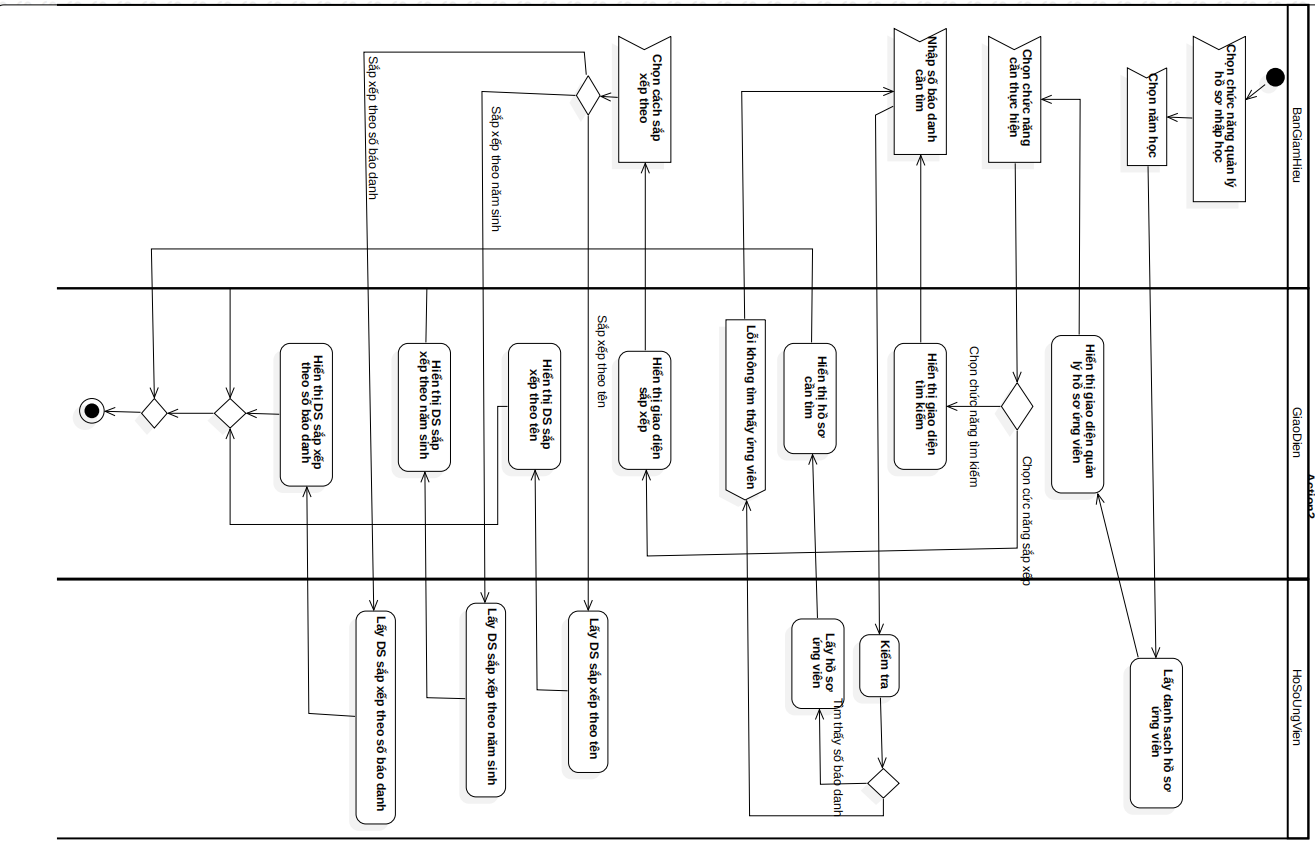 BanGiamHieu
GiaoDien
HoSoUngVien
Chọn chức năng quản lý
hồ sơ nhập học
Chọn năm học
Lấy danh sach hồ sơ
ứng viên
Hiển thị giao diện quản
lý hồ sơ ứng viên
Chọn chức năng
cần thực hiện
Chọn cức năng sắp xếp
Chọn chức năng tìm kiếm
Hiển thị giao diện
tìm kiếm
Nhập số báo danh
cần tìm
Kiểm tra
Tìm thấy số báo danh
Lấy hồ sơ
ứng viên
Hiển thị hồ sơ
cần tìm
Lỗi không tìm thấy ứng viên
Hiển thị giao diện
sắp xếp
Chọn cách sắp
xếp theo
Sắp xếp theo tên
Sắp xếp theo năm sinh
Sắp xếp theo số báo danh
Lấy DS sắp xếp theo tên
Lấy DS sắp xếp theo năm sinh
Lấy DS sắp xếp theo số báo danh
Hiển thị DS sắp
xếp theo tên
Hiển thị DS sắp
xếp theo năm sinh
Hiển thị DS sắp xếp
theo số báo danh